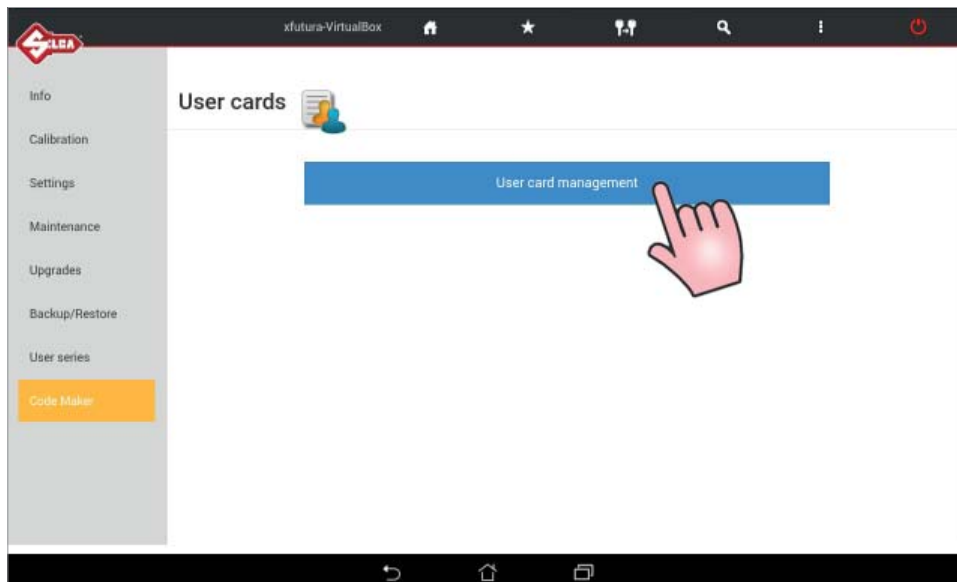 SILCA
xfutura-VirtualBox
Info
Calibration
Settings
Maintenance
Upgrades
Backup/Restore
User series
Code Maker
User cards
User card management